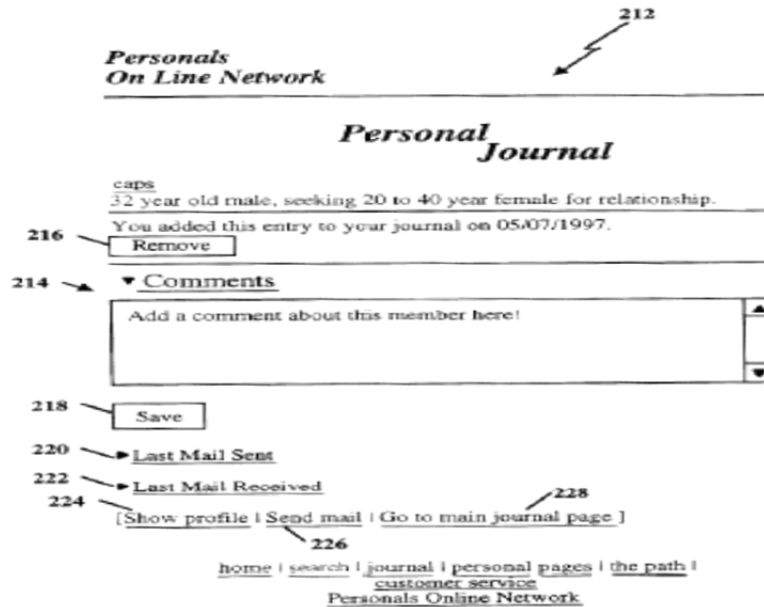 212
Personals
On Line Network
Personal
Journal
caps
32 year old male, seeking 20 to 40 year female for relationship.
You added this entry to your journal on 05/07/1997.
216
Remove
214
▼ Comments
Add a comment about this member here!
218
Save
220
►Last Mail Sent
222
►Last Mail Received
224
228
[Show profile | Send mail | Go to main journal page ]
226
home | search | journal | personal pages | the path |
customer service
Personals Online Network